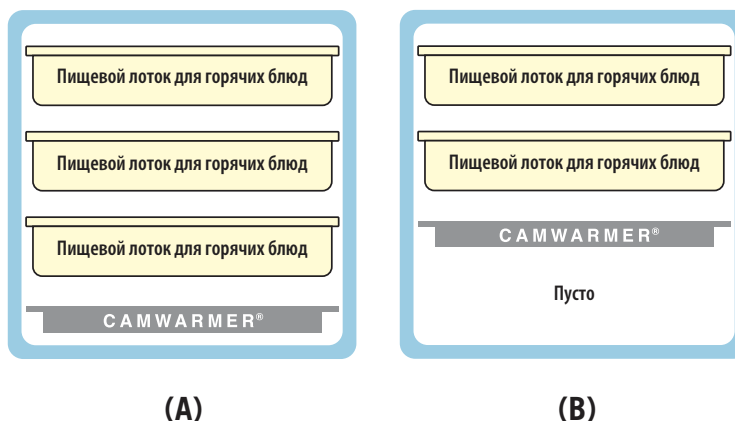 Пищевой лоток для горячих блюд
Пищевой лоток для горячих блюд
Пищевой лоток для горячих блюд
CAMWARMER®
(A)
Пищевой лоток для горячих блюд
Пищевой лоток для горячих блюд
CAMWARMER®
Пусто
(B)